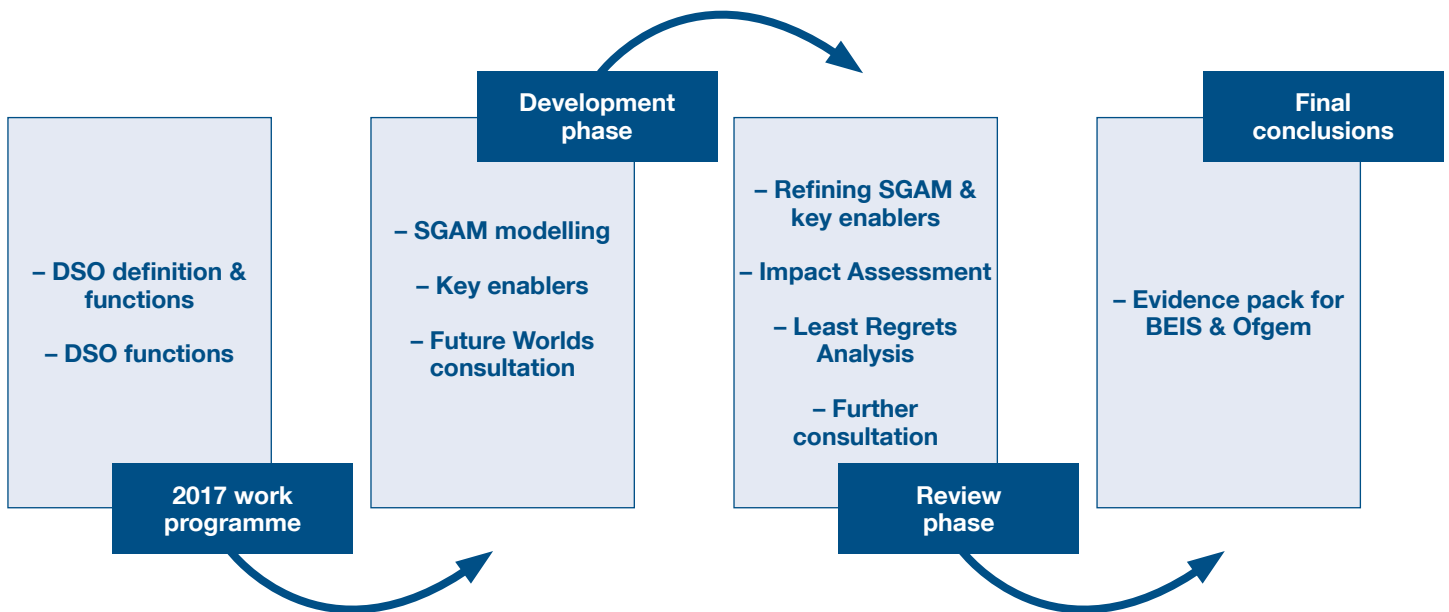 – DSO definition &
functions
– DSO functions
2017 work
programme
Development
phase
– SGAM modelling
– Key enablers
– Future Worlds
consultation
– Refining SGAM &
key enablers
– Impact Assessment
– Least Regrets
Analysis
– Further
consultation
Review
phase
Final
conclusions
– Evidence pack for
BEIS & Ofgem